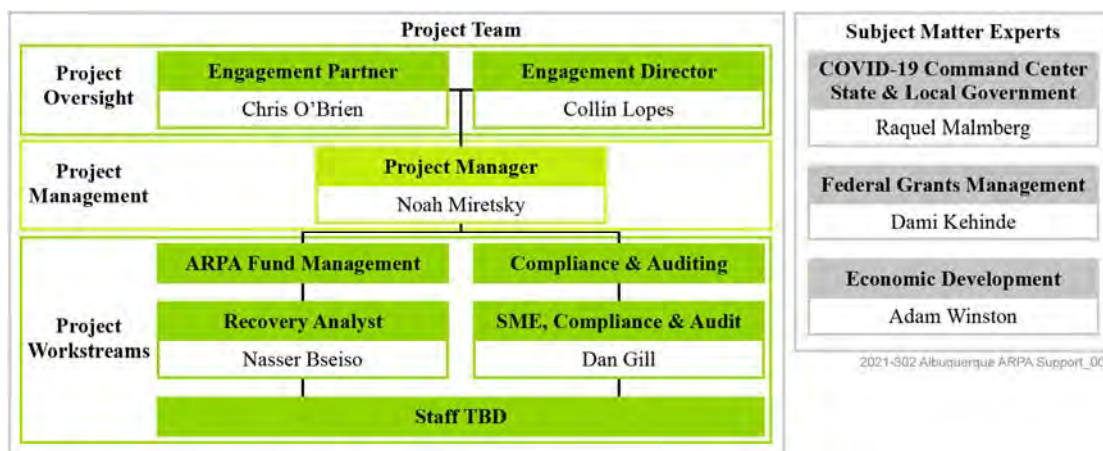 Project Team
Project
Oversight
Engagement Partner
Chris O'Brien
Engagement Director
Collin Lopes
Project
Management
Project Manager
Noah Miretsky
Project
Workstreams
ARPA Fund Management
Compliance & Auditing
Recovery Analyst
Nasser Bseiso
SME, Compliance & Audit
Dan Gill
Staff TBD
Subject Matter Experts
COVID-19 Command Center
State & Local Government
Raquel Malmberg
Federal Grants Management
Dami Kehinde
Economic Development
Adam Winston
2021-302 Albuquerque ARPA Support_00